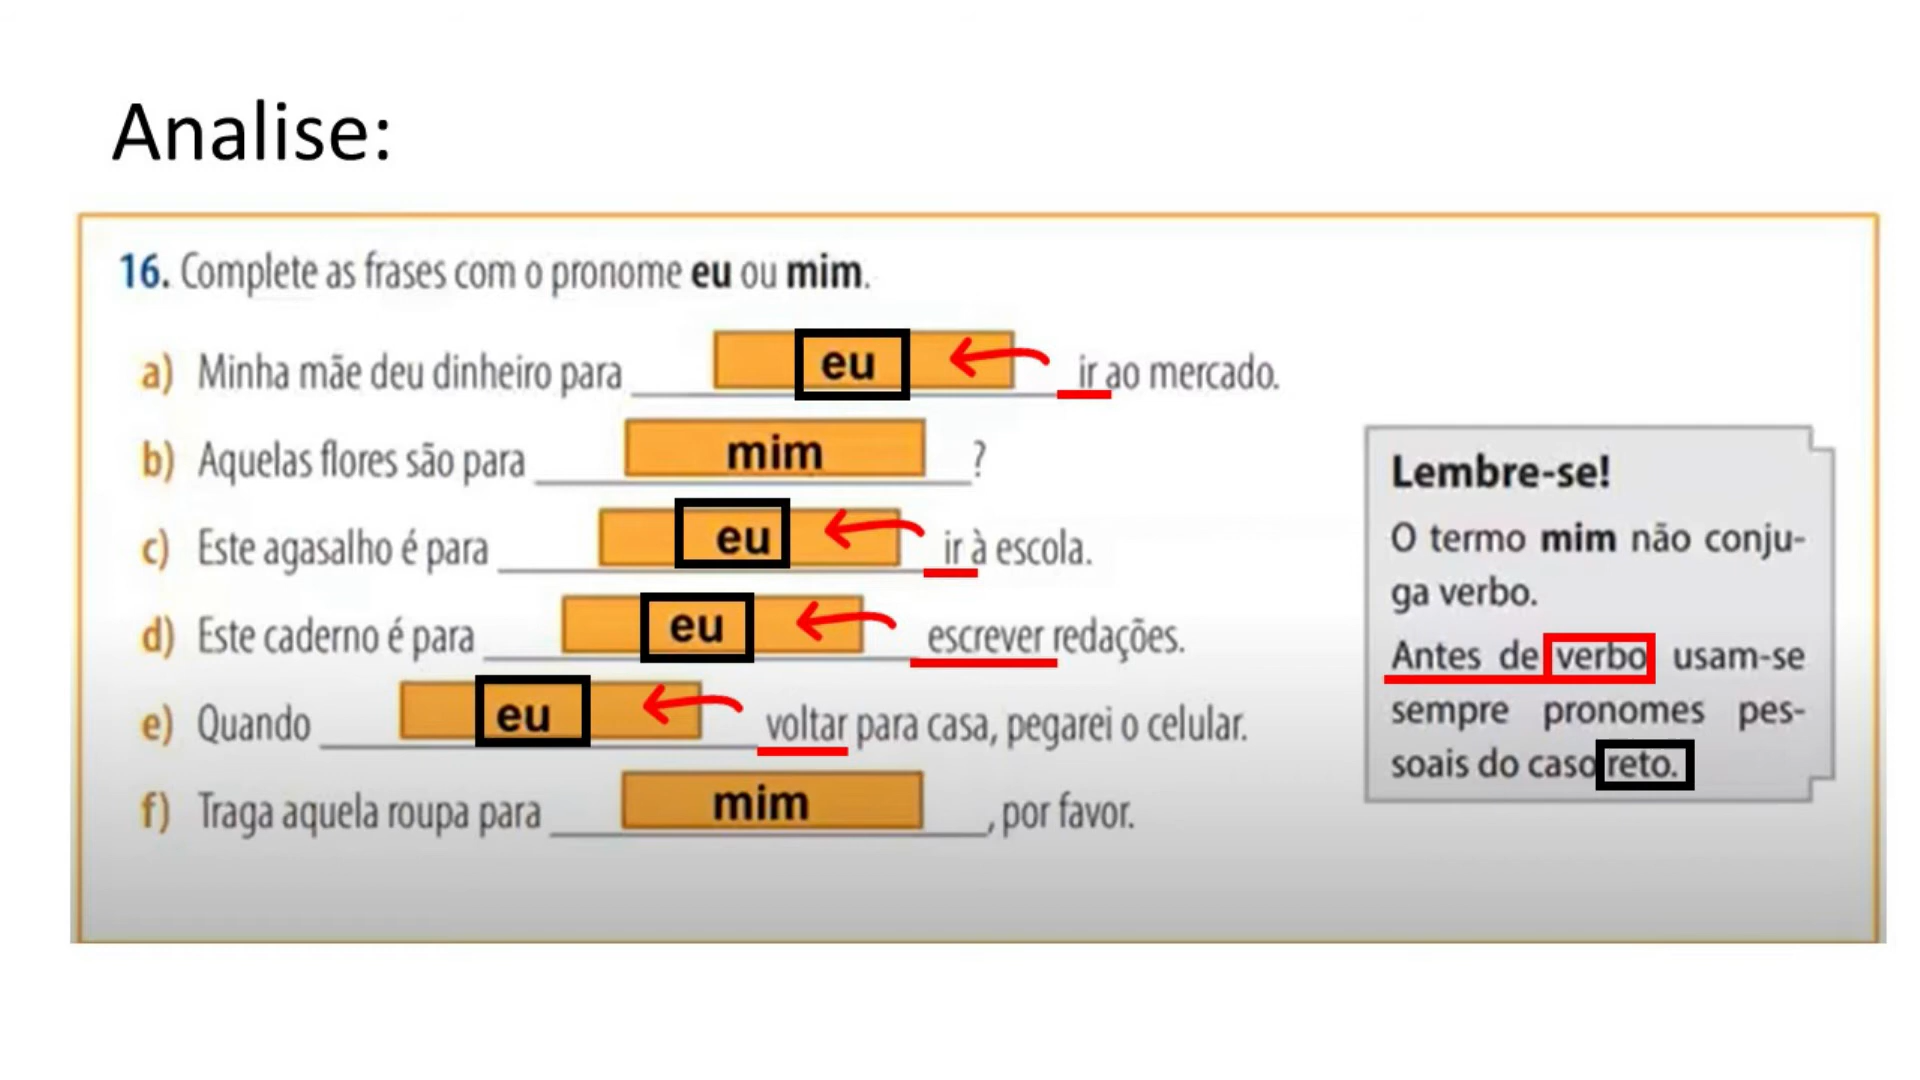 Analise:
16. Complete as frases com o pronome eu ou mim.
a) Minha mãe deu dinheiro para eu ir ao mercado.
b) Aquelas flores são para mim ?
c) Este agasalho é para eu ir à escola.
d) Este caderno é para eu escrever redações.
e) Quando eu voltar para casa, pegarei o celular.
f) Traga aquela roupa para mim , por favor.
Lembre-se!
O termo mim não conju-
ga verbo.
Antes de verbo usam-se
sempre pronomes pes-
soais do caso reto.